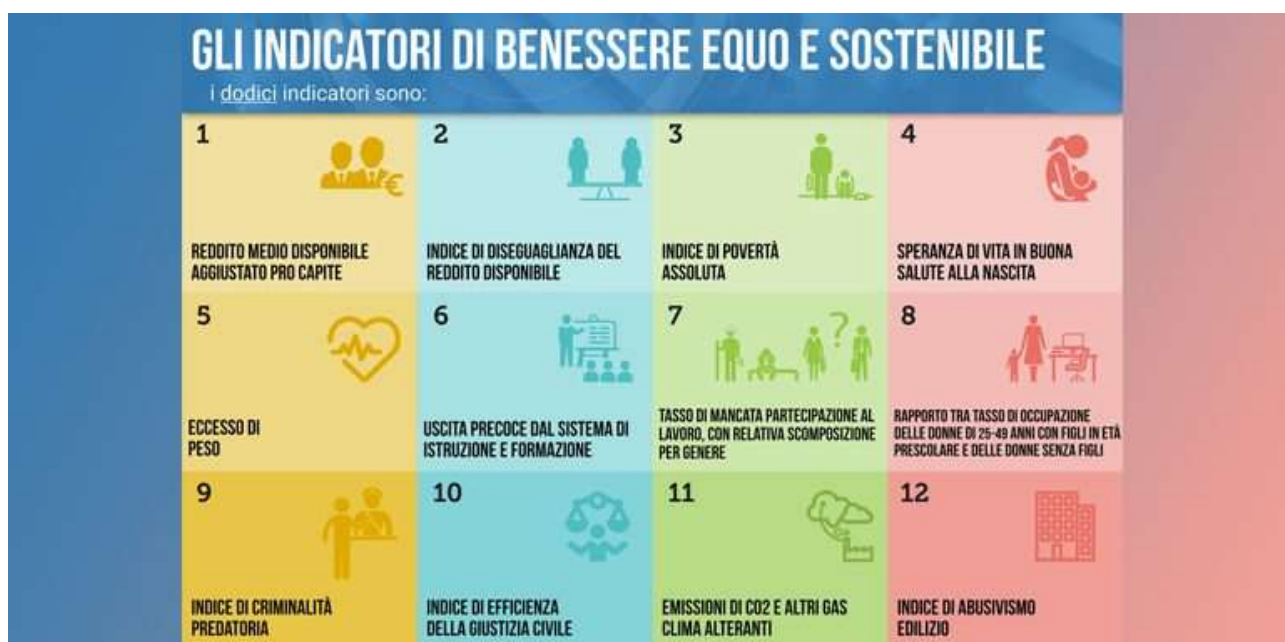 GLI INDICATORI DI BENESSERE EQUO E SOSTENIBILE
i dodici indicatori sono:
1
REDDITO MEDIO DISPONIBILE
AGGIUSTATO PRO CAPITE
2
INDICE DI DISEGUAGLIANZA DEL
REDDITO DISPONIBILE
3
INDICE DI POVERTÀ
ASSOLUTA
4
SPERANZA DI VITA IN BUONA
SALUTE ALLA NASCITA
5
ECCESSO DI
PESO
6
USCITA PRECOCE DAL SISTEMA DI
ISTRUZIONE E FORMAZIONE
7
TASSO DI MANCATA PARTECIPAZIONE AL
LAVORO, CON RELATIVA SCOMPOSIZIONE
PER GENERE
8
RAPPORTO TRA TASSO DI OCCUPAZIONE
DELLE DONNE DI 25-49 ANNI CON FIGLI IN ETÀ
PRESCOLARE E DELLE DONNE SENZA FIGLI
9
INDICE DI CRIMINALITÀ
PREDATORIA
10
INDICE DI EFFICIENZA
DELLA GIUSTIZIA CIVILE
11
EMISSIONI DI CO2 E ALTRI GAS
CLIMA ALTERANTI
12
INDICE DI ABUSIVISMO
EDILIZIO